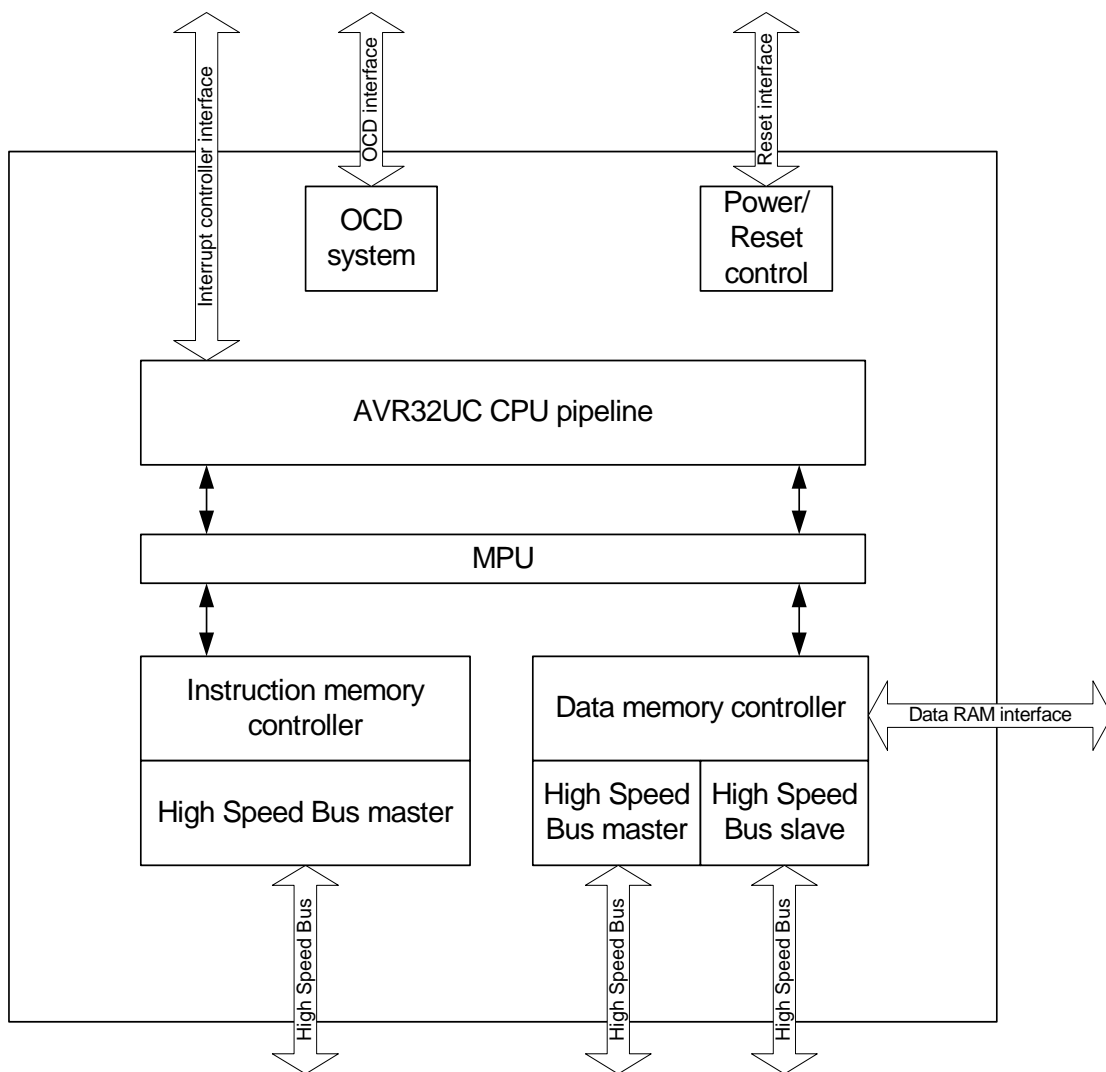 Interrupt controller interface
OCD interface
Reset interface
OCD
system
Power/
Reset
control
AVR32UC CPU pipeline
MPU
Instruction memory
controller
Data memory controller
Data RAM interface
High Speed Bus master
High Speed
Bus master
High Speed
Bus slave
High Speed Bus
High Speed Bus
High Speed Bus